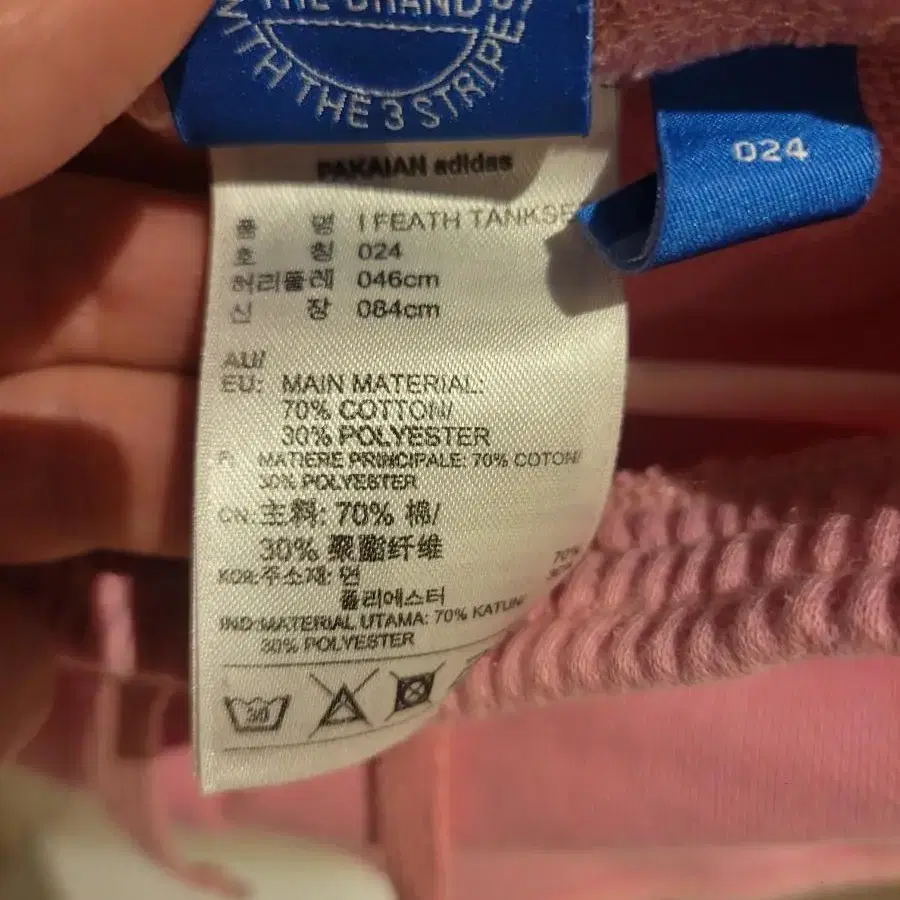 THE BRAND
WITH THE 3 STRIPES
024
PAKAIAN adidas
품 명 I FEATH TANKSE
호 칭 024
허리둘레 046cm
신 장 084cm
AU/
EU: MAIN MATERIAL:
70% COTTON/
30% POLYESTER
F: MATIERE PRINCIPALE: 70% COTON/
30% POLYESTER
CN: 主料: 70% 棉/
30% 聚酯纤维
KOR: 주소재: 면 70%
폴리에스터 30%
IND: MATERIAL UTAMA: 70% KATUN/
30% POLYESTER
30